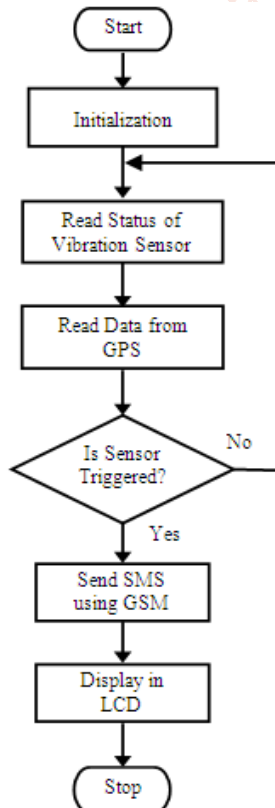 Start
Initialization
Read Status of
Vibration Sensor
Read Data from
GPS
Is Sensor
Triggered?
No
Yes
Send SMS
using GSM
Display in
LCD
Stop